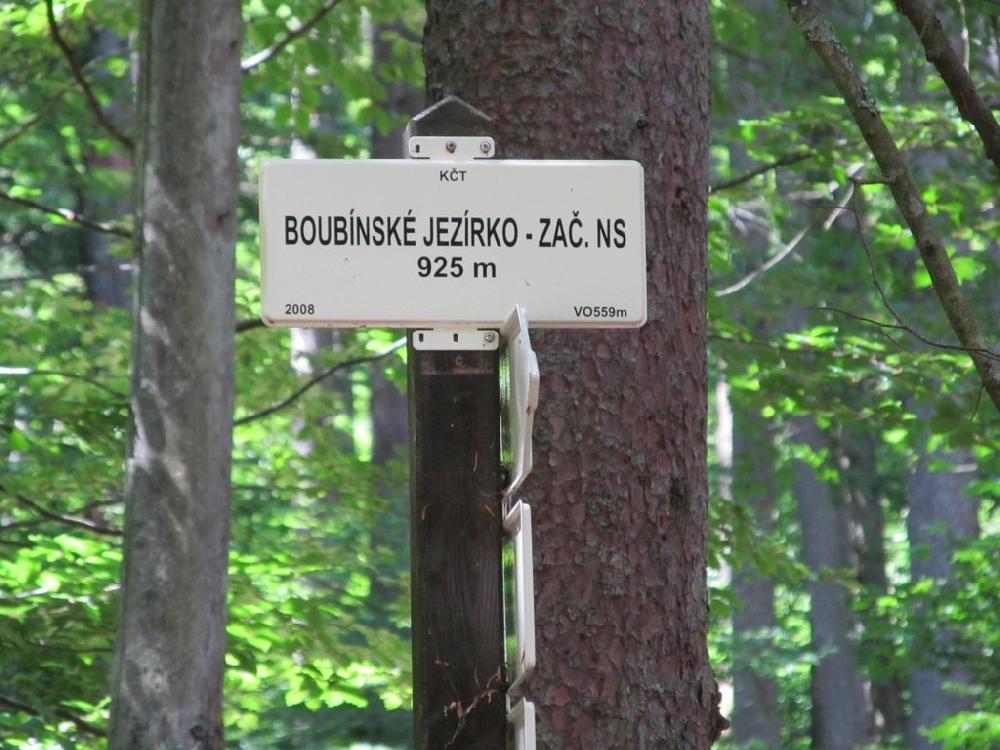 KČT
BOUBÍNSKÉ JEZÍRKO - ZAČ. NS
925 m
2008 VO559m